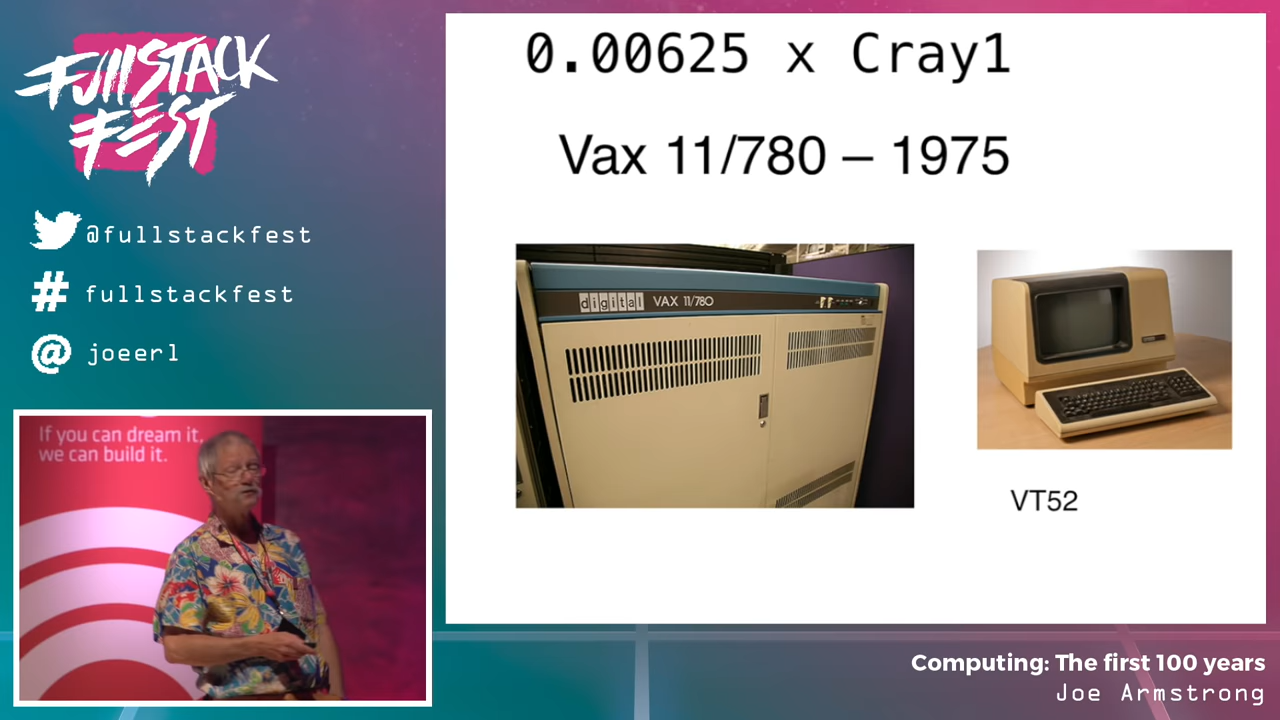 FullSTACK
FEST
@fullstackfest
# fullstackfest
@ joeerl
If you can dream it,
we can build it.
0.00625 x Cray1
Vax 11/780 – 1975
digital VAX 11/780
VT52
Computing: The first 100 years
Joe Armstrong